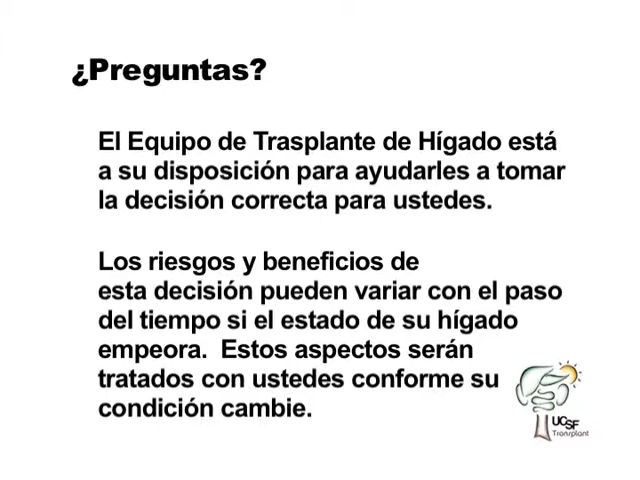 ¿Preguntas?
El Equipo de Trasplante de Hígado está
a su disposición para ayudarles a tomar
la decisión correcta para ustedes.
Los riesgos y beneficios de
esta decisión pueden variar con el paso
del tiempo si el estado de su hígado
empeora.  Estos aspectos serán
tratados con ustedes conforme su
condición cambie.
UCSF
Transplant